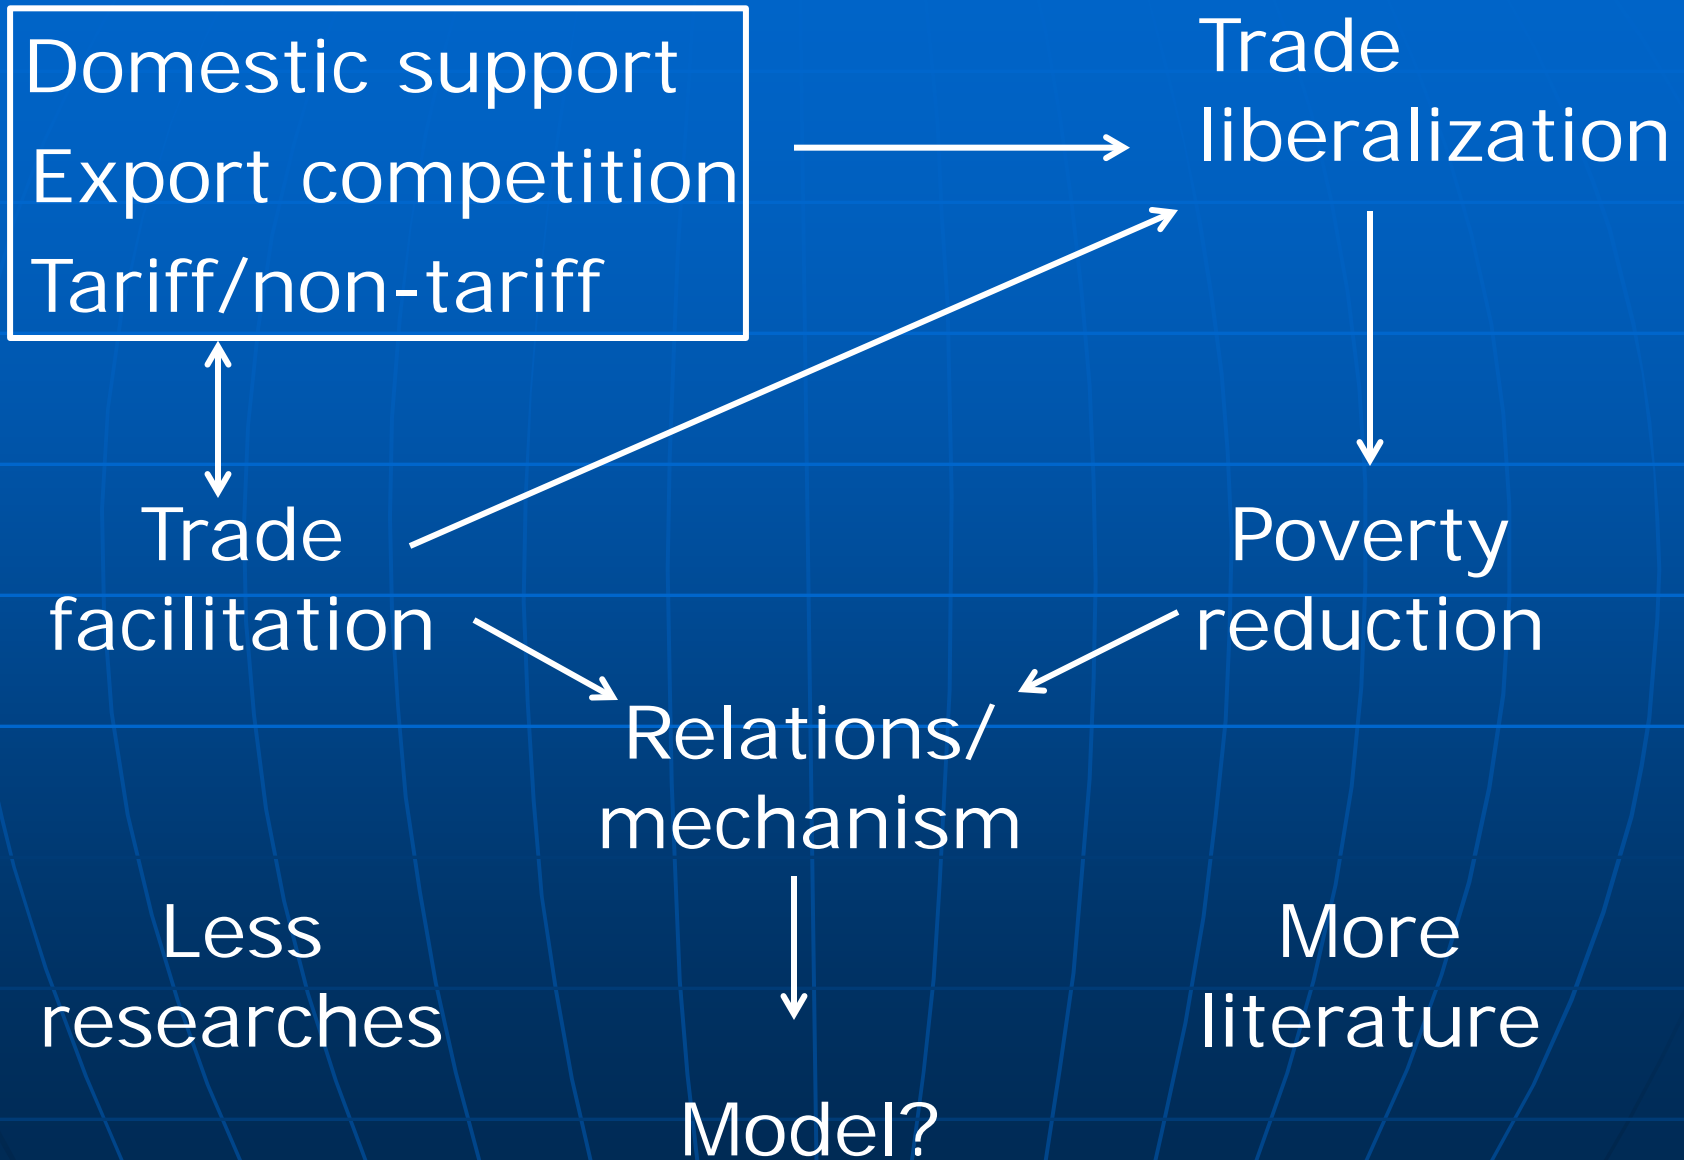 Domestic support
Export competition
Tariff/non-tariff
Trade
liberalization
Trade
facilitation
Poverty
reduction
Relations/
mechanism
Less
researches
More
literature
Model?